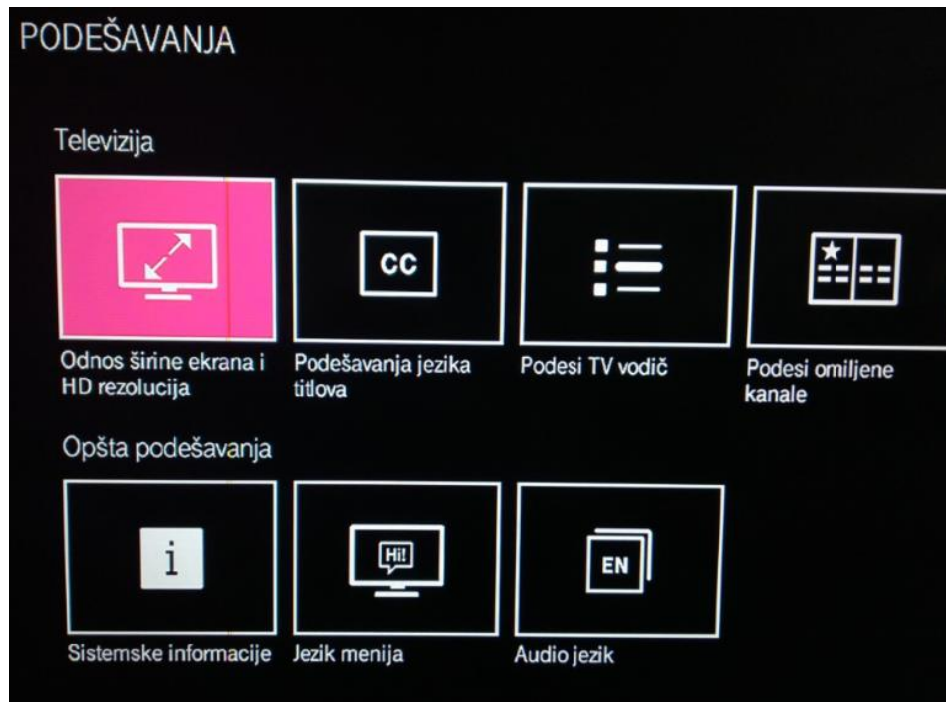 PODEŠAVANJA
Televizija
CC
Odnos širine ekrana i
HD rezolucija
Podešavanja jezika
titlova
Podesi TV vodič
Podesi omiljene
kanale
Opšta podešavanja
i
Hi!
EN
Sistemske informacije
Jezik menija
Audio jezik